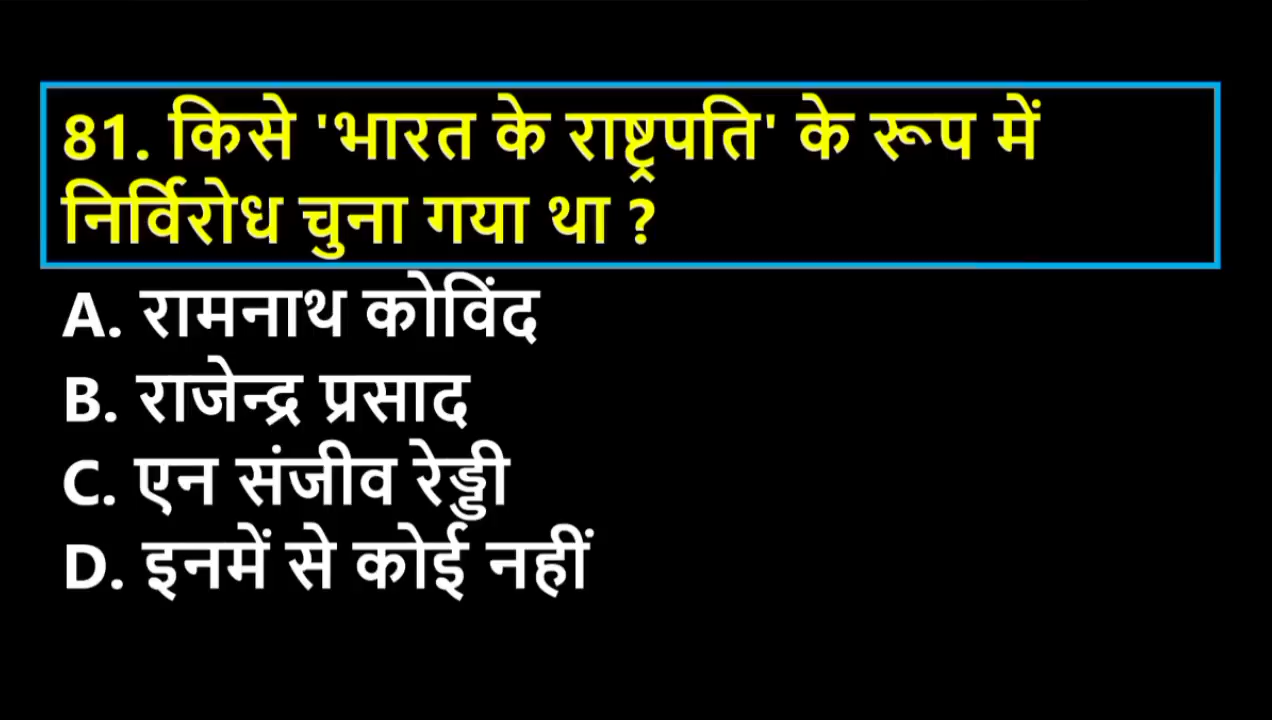 81. किसे 'भारत के राष्ट्रपति' के रूप में
निर्विरोध चुना गया था ?
A. रामनाथ कोविंद
B. राजेन्द्र प्रसाद
C. एन संजीव रेड्डी
D. इनमें से कोई नहीं